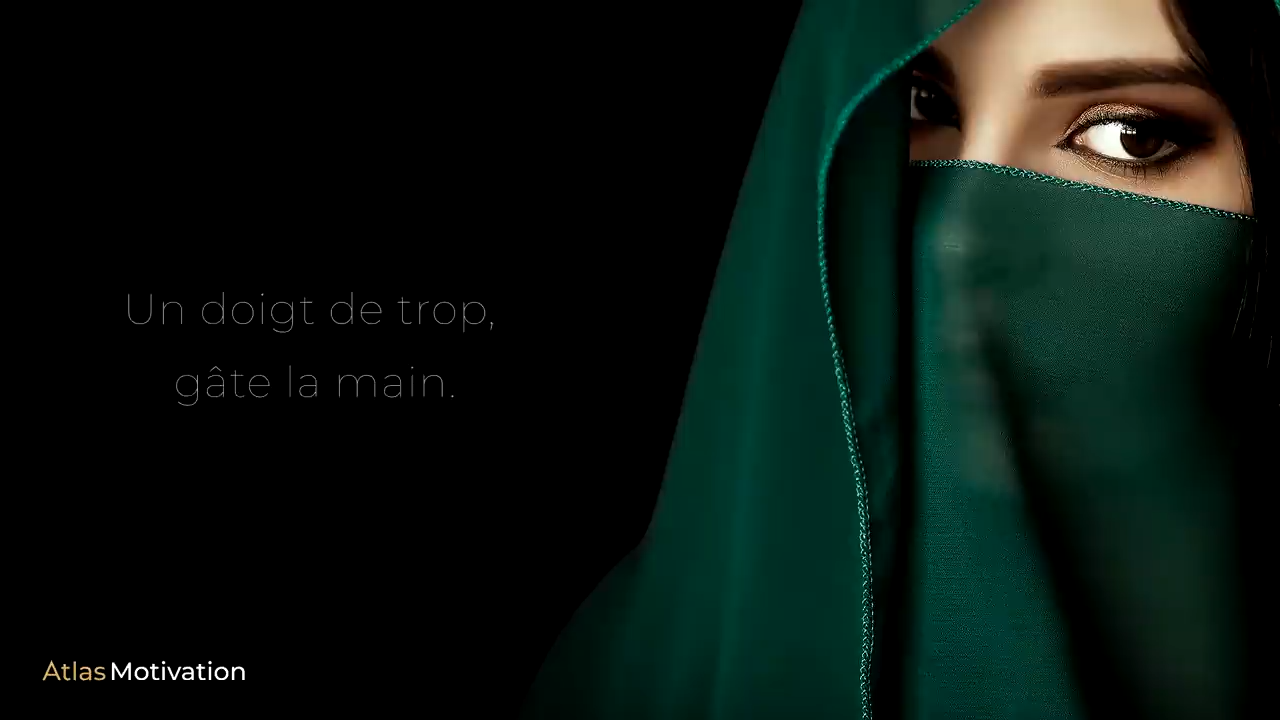 Un doigt de trop,
gâte la main.
Atlas Motivation